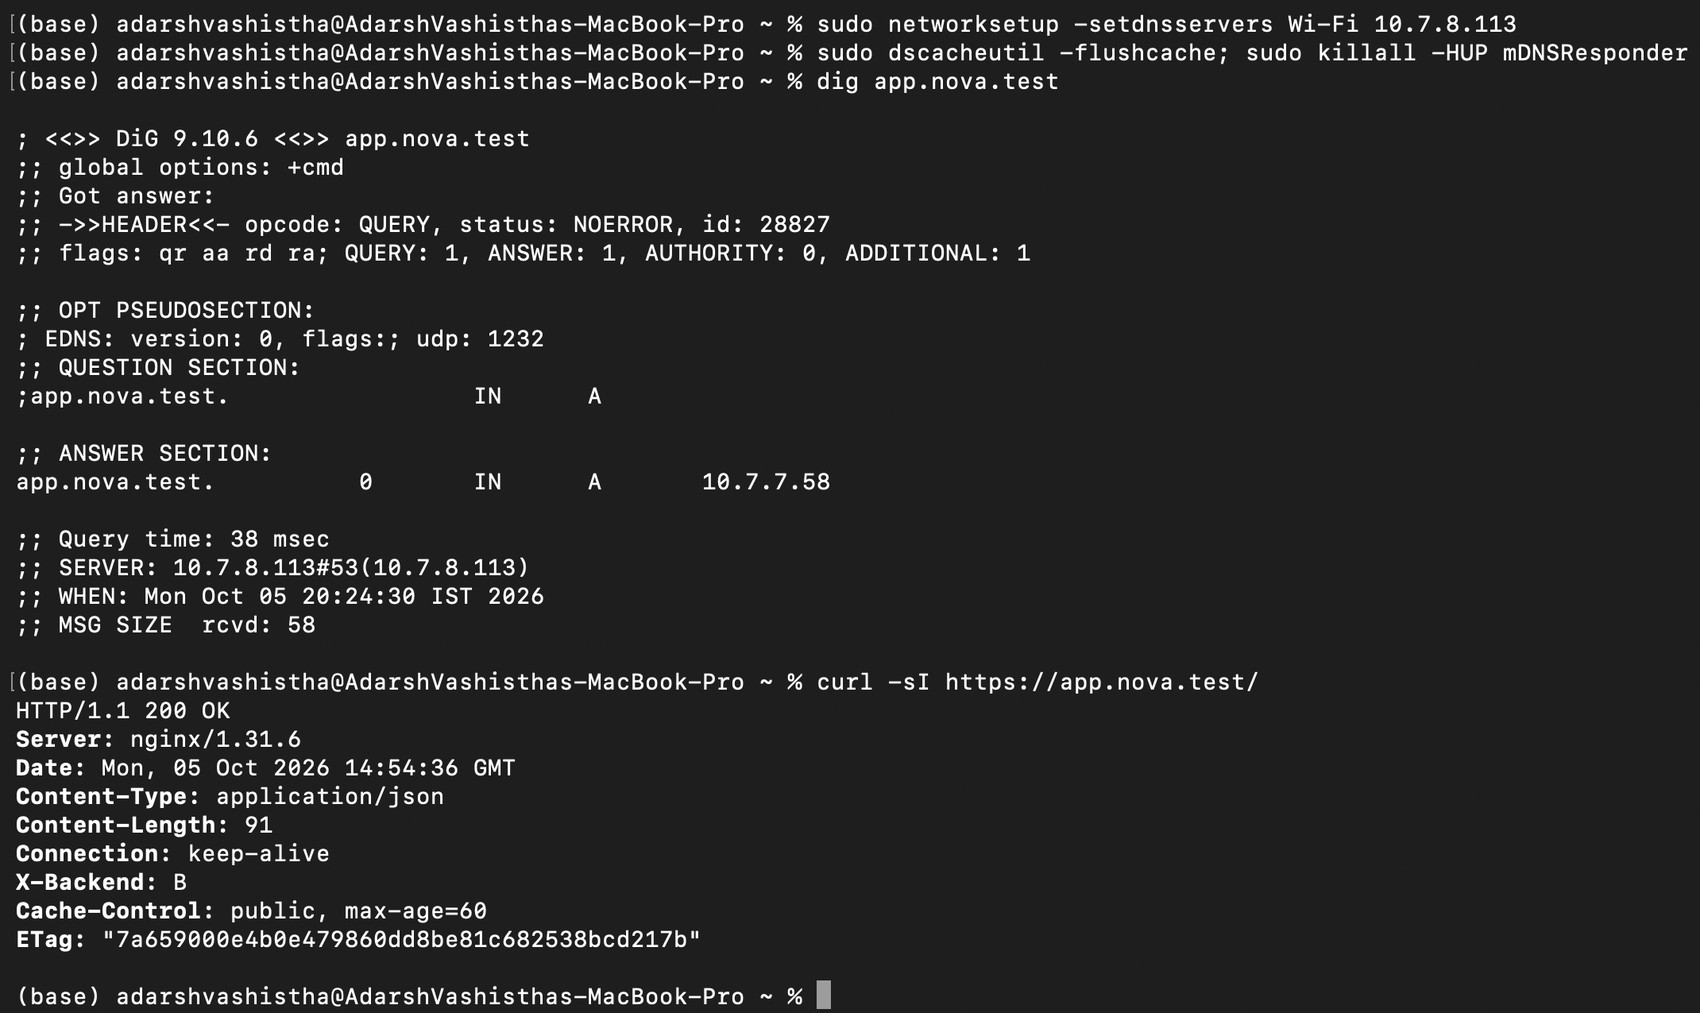 [(base) adarshvashistha@AdarshVashisthas-MacBook-Pro ~ % sudo networksetup -setdnsservers Wi-Fi 10.7.8.113
[(base) adarshvashistha@AdarshVashisthas-MacBook-Pro ~ % sudo dscacheutil -flushcache; sudo killall -HUP mDNSResponder
[(base) adarshvashistha@AdarshVashisthas-MacBook-Pro ~ % dig app.nova.test
; <<>> DiG 9.10.6 <<>> app.nova.test
;; global options: +cmd
;; Got answer:
;; ->>HEADER<<- opcode: QUERY, status: NOERROR, id: 28827
;; flags: qr aa rd ra; QUERY: 1, ANSWER: 1, AUTHORITY: 0, ADDITIONAL: 1
;; OPT PSEUDOSECTION:
; EDNS: version: 0, flags:; udp: 1232
;; QUESTION SECTION:
;app.nova.test. IN A
;; ANSWER SECTION:
app.nova.test. 0 IN A 10.7.7.58
;; Query time: 38 msec
;; SERVER: 10.7.8.113#53(10.7.8.113)
;; WHEN: Mon Oct 05 20:24:30 IST 2026
;; MSG SIZE  rcvd: 58
[(base) adarshvashistha@AdarshVashisthas-MacBook-Pro ~ % curl -sI https://app.nova.test/
HTTP/1.1 200 OK
Server: nginx/1.31.6
Date: Mon, 05 Oct 2026 14:54:36 GMT
Content-Type: application/json
Content-Length: 91
Connection: keep-alive
X-Backend: B
Cache-Control: public, max-age=60
ETag: "7a659000e4b0e479860dd8be81c682538bcd217b"
(base) adarshvashistha@AdarshVashisthas-MacBook-Pro ~ %